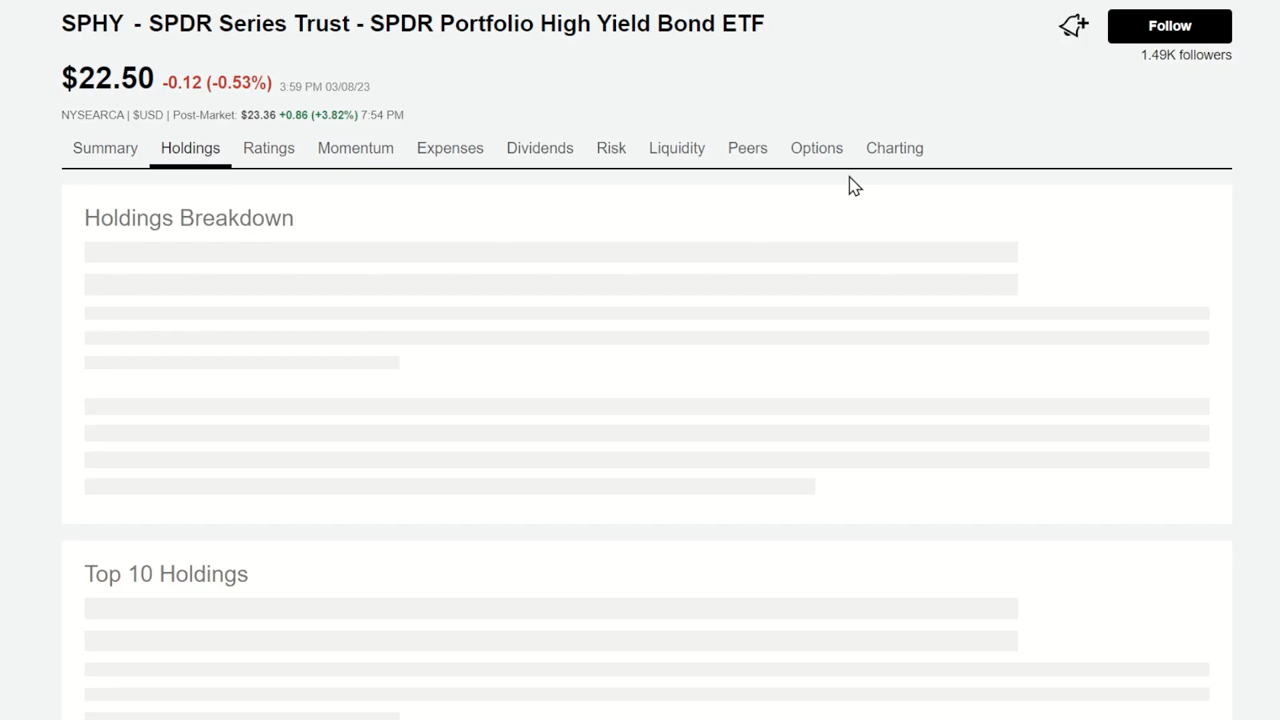 SPHY - SPDR Series Trust - SPDR Portfolio High Yield Bond ETF
Follow
1.49K followers
$22.50 -0.12 (-0.53%) 3:59 PM 03/08/23
NYSEARCA | $USD | Post-Market: $23.36 +0.86 (+3.82%) 7:54 PM
Summary Holdings Ratings Momentum Expenses Dividends Risk Liquidity Peers Options Charting
Holdings Breakdown
Top 10 Holdings